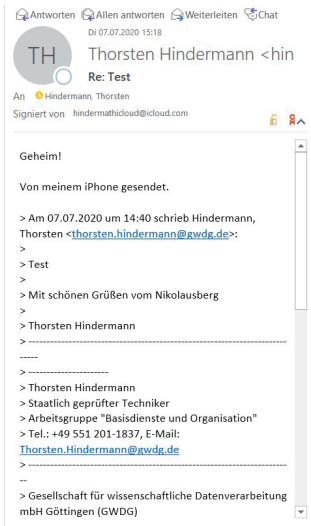 Antworten Allen antworten Weiterleiten Chat
Di 07.07.2020 15:18
TH
Thorsten Hindermann <hin
Re: Test
An Hindermann, Thorsten
Signiert von hindermathicloud@icloud.com
Geheim!
Von meinem iPhone gesendet.
> Am 07.07.2020 um 14:40 schrieb Hindermann,
Thorsten <thorsten.hindermann@gwdg.de>:
>
> Test
>
> Mit schönen Grüßen vom Nikolausberg
>
> Thorsten Hindermann
> ------------------------------------------------------------------------
-----
> ----------------------
> Thorsten Hindermann
> Staatlich geprüfter Techniker
> Arbeitsgruppe "Basisdienste und Organisation"
> Tel.: +49 551 201-1837, E-Mail:
Thorsten.Hindermann@gwdg.de
> ------------------------------------------------------------------------
--
> Gesellschaft für wissenschaftliche Datenverarbeitung
mbH Göttingen (GWDG)